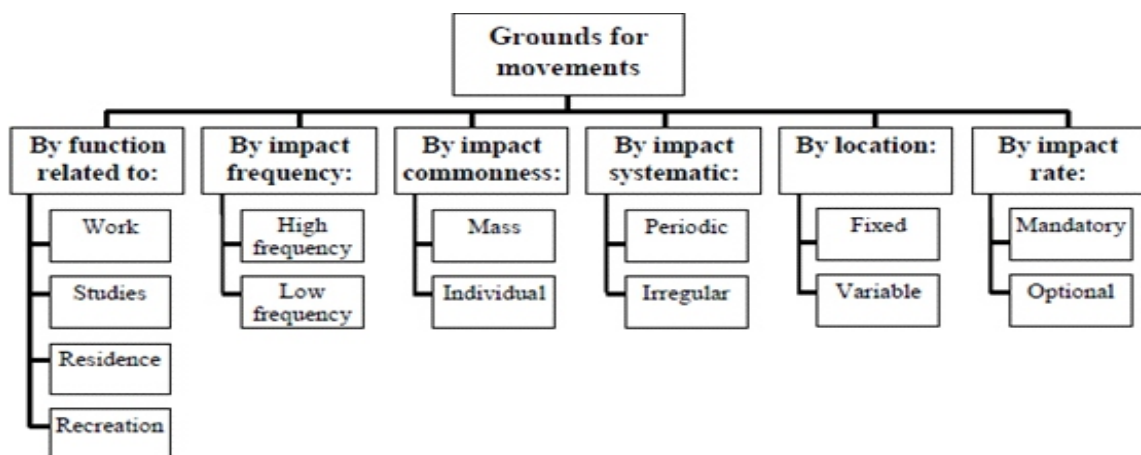 Grounds for
movements
By function
related to:
Work
Studies
Residence
Recreation
By impact
frequency:
High
frequency
Low
frequency
By impact
commonness:
Mass
Individual
By impact
systematic:
Periodic
Irregular
By location:
Fixed
Variable
By impact
rate:
Mandatory
Optional